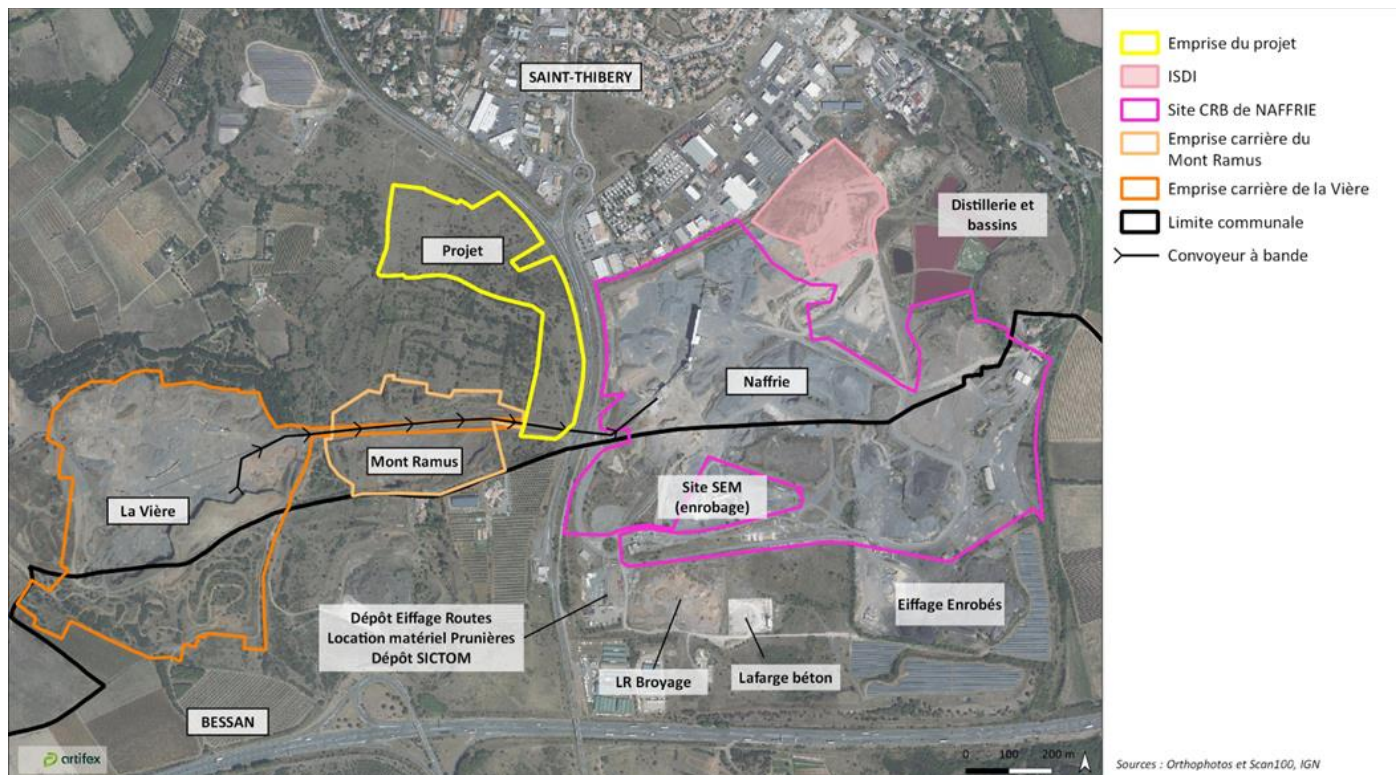 SAINT-THIBERY
Projet
Distillerie et
bassins
Naffrie
Mont Ramus
La Vière
Site SEM
(enrobage)
Dépôt Eiffage Routes
Location matériel Prunières
Dépôt SICTOM
Eiffage Enrobés
LR Broyage
Lafarge béton
BESSAN
artifex
0 100 200 m
Emprise du projet
ISDI
Site CRB de NAFFRIE
Emprise carrière du
Mont Ramus
Emprise carrière de la Vière
Limite communale
Convoyeur à bande
Sources : Orthophotos et Scan100, IGN